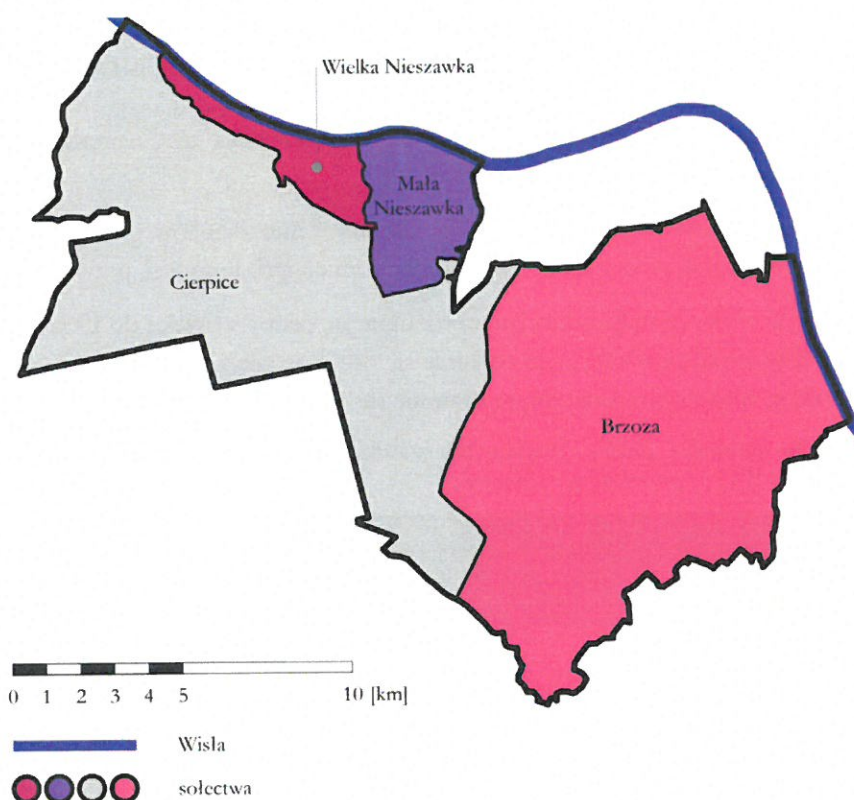 Wielka Nieszawka
Mała
Nieszawka
Cierpice
Brzoza
0 1 2 3 4 5 10 [km]
Wisła
sołectwa